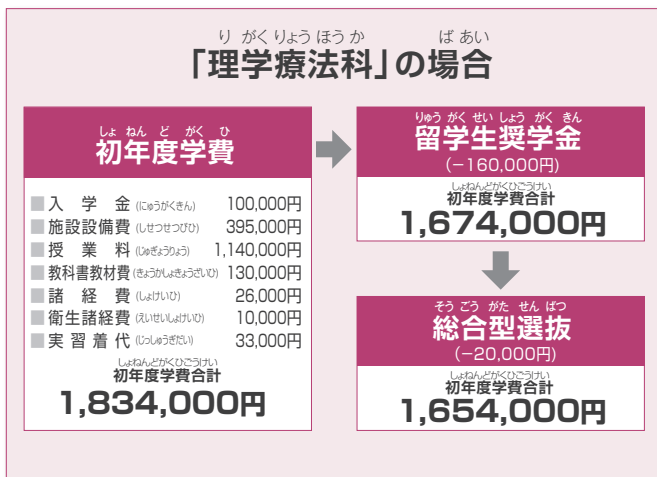 り がくりょうほうか ば あい
「理学療法科」の場合
しょ ねん ど がく ひ
初年度学費
■入学金(にゅうがくきん) 100,000円
■施設設備費(しせつせつびひ) 395,000円
■授業料(じゅぎょうりょう) 1,140,000円
■教科書教材費(きょうかしょきょうざいひ) 130,000円
■諸経費(しょけいひ) 26,000円
■衛生諸経費(えいせいしょけいひ) 10,000円
■実習着代(じっしゅうぎだい) 33,000円
しょねんどがくひごうけい
初年度学費合計
1,834,000円
りゅう がく せい しょう がく きん
留学生奨学金
(−160,000円)
しょねんどがくひごうけい
初年度学費合計
1,674,000円
そう ごう がた せん ばつ
総合型選抜
(−20,000円)
しょねんどがくひごうけい
初年度学費合計
1,654,000円